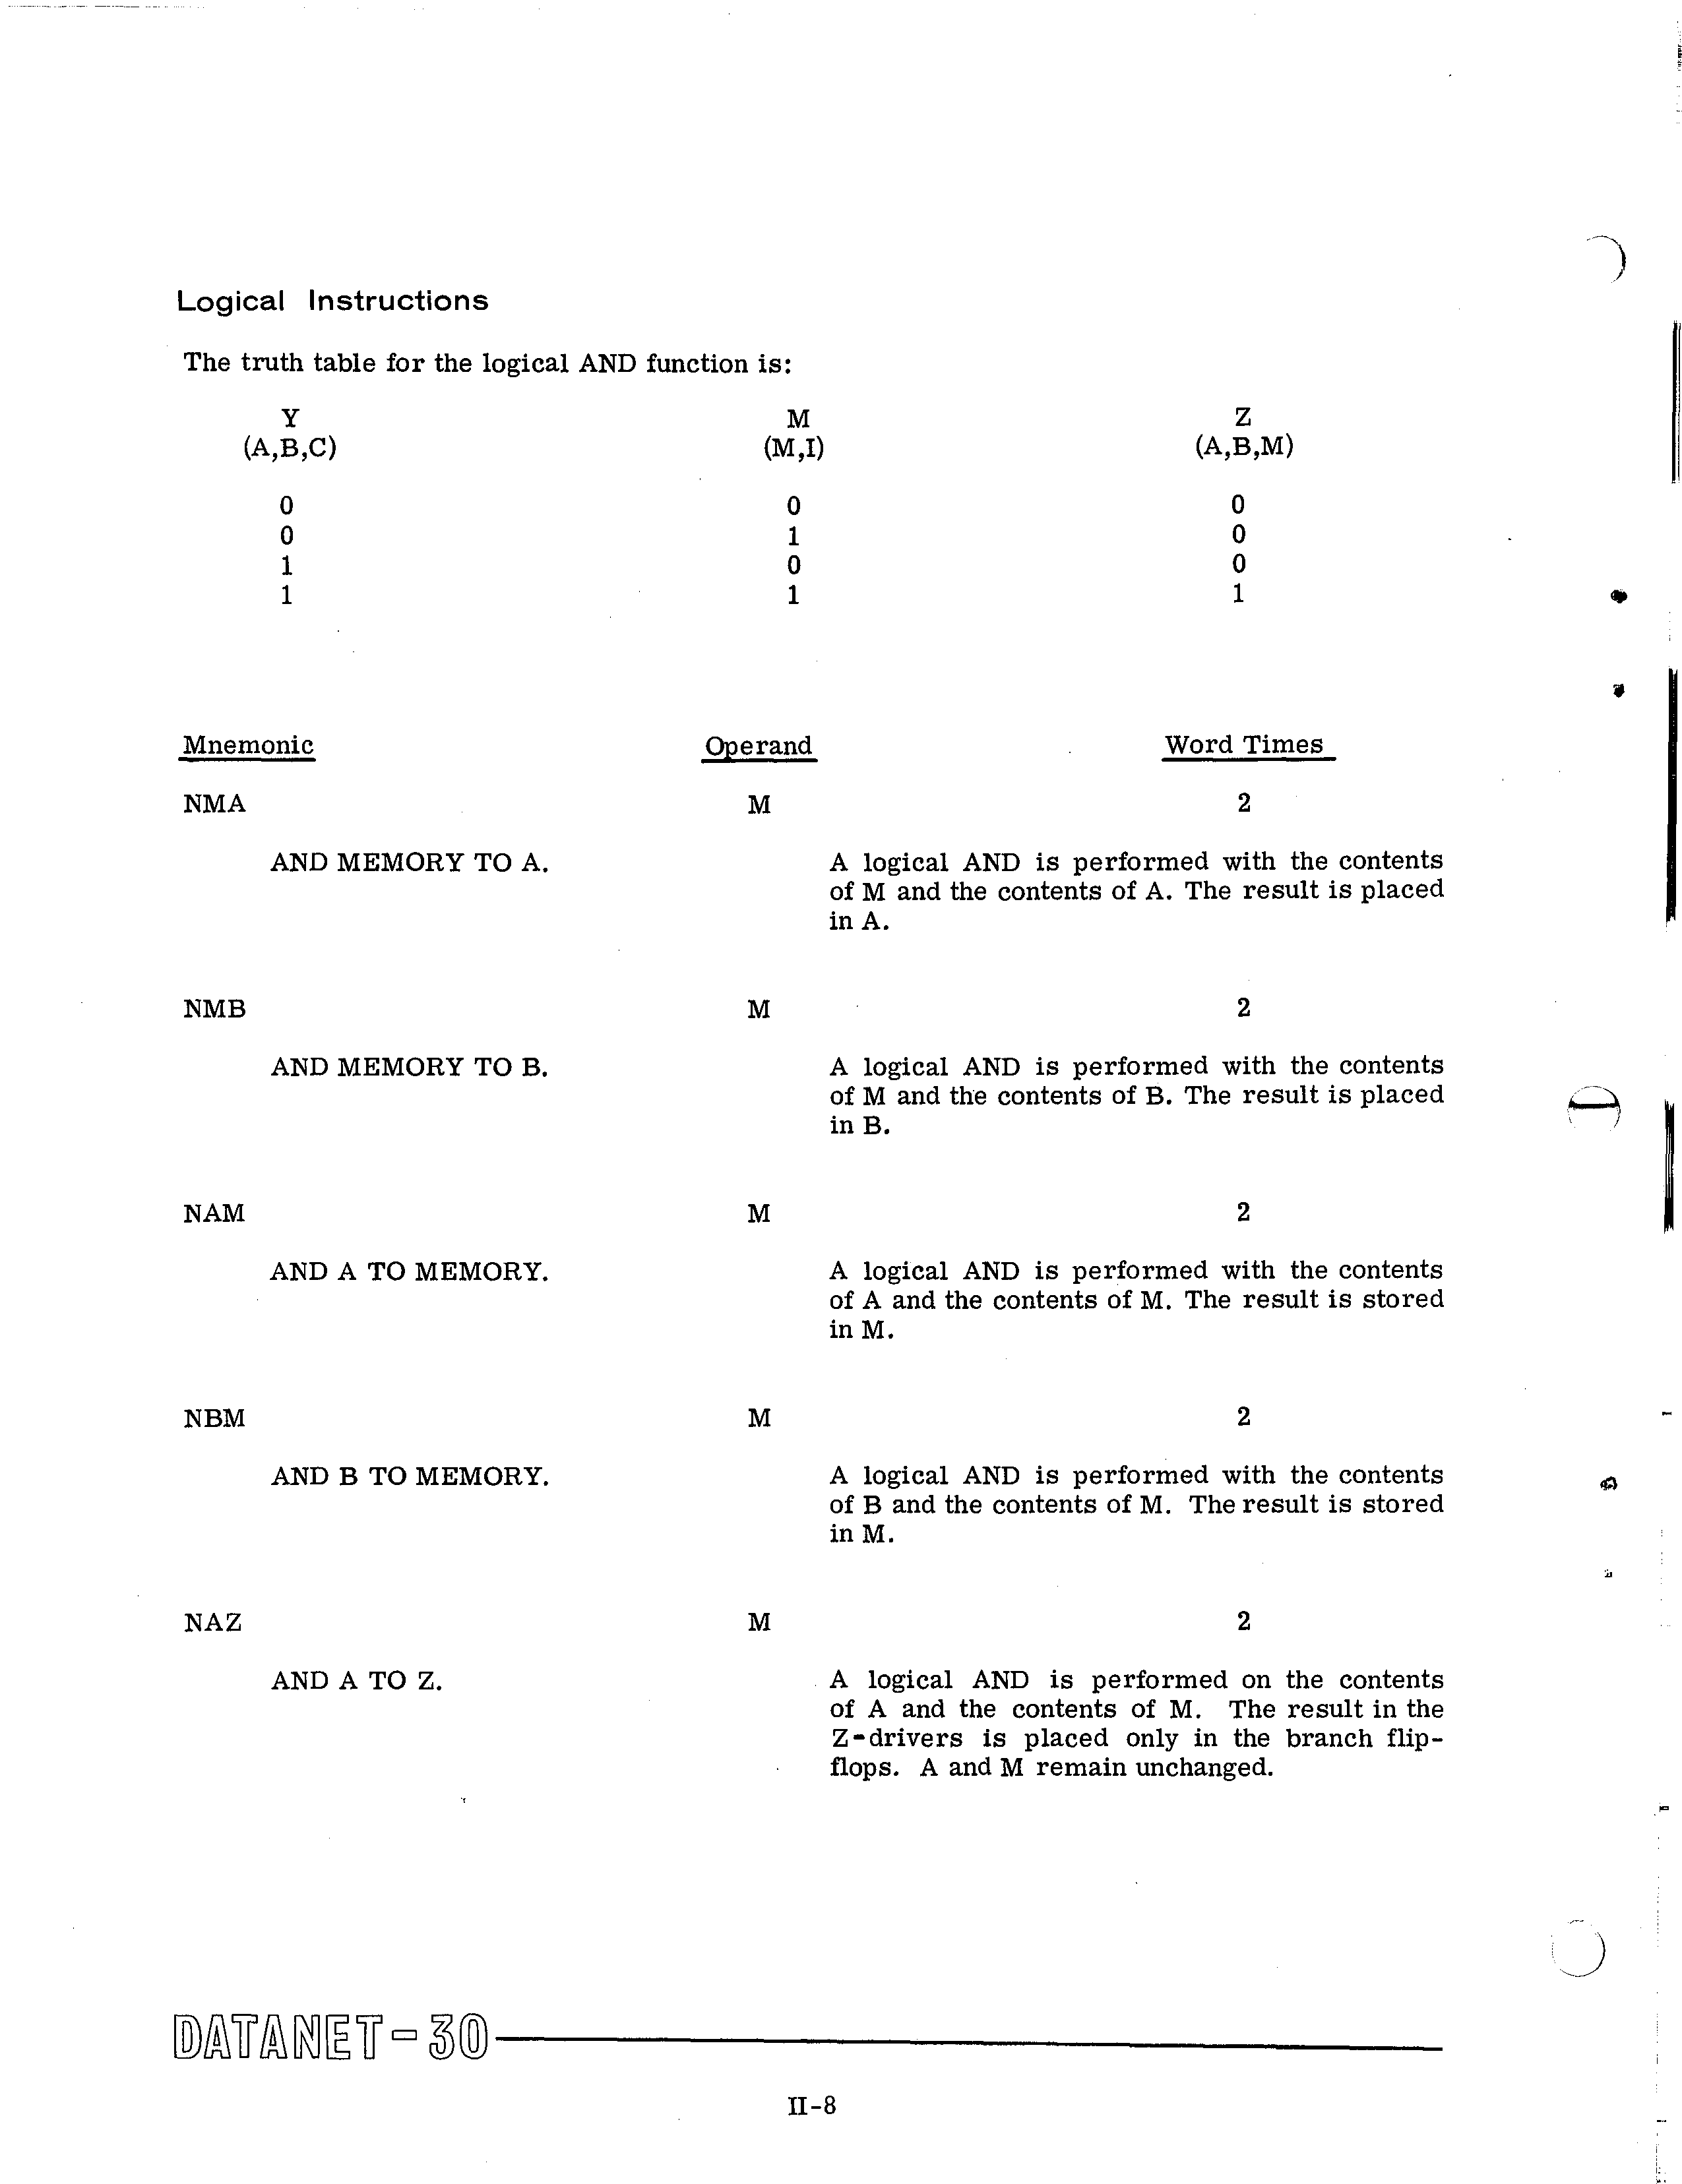 Logical Instructions
The truth table for the logical AND function is:
Y M Z
(A,B,C) (M,I) (A,B,M)
0 0 0
0 1 0
1 0 0
1 1 1
Mnemonic Operand Word Times
NMA M 2
AND MEMORY TO A. A logical AND is performed with the contents
of M and the contents of A. The result is placed
in A.
NMB M 2
AND MEMORY TO B. A logical AND is performed with the contents
of M and the contents of B. The result is placed
in B.
NAM M 2
AND A TO MEMORY. A logical AND is performed with the contents
of A and the contents of M. The result is stored
in M.
NBM M 2
AND B TO MEMORY. A logical AND is performed with the contents
of B and the contents of M. The result is stored
in M.
NAZ M 2
AND A TO Z. A logical AND is performed on the contents
of A and the contents of M. The result in the
Z-drivers is placed only in the branch flip-
flops. A and M remain unchanged.
DATANET-30
II-8